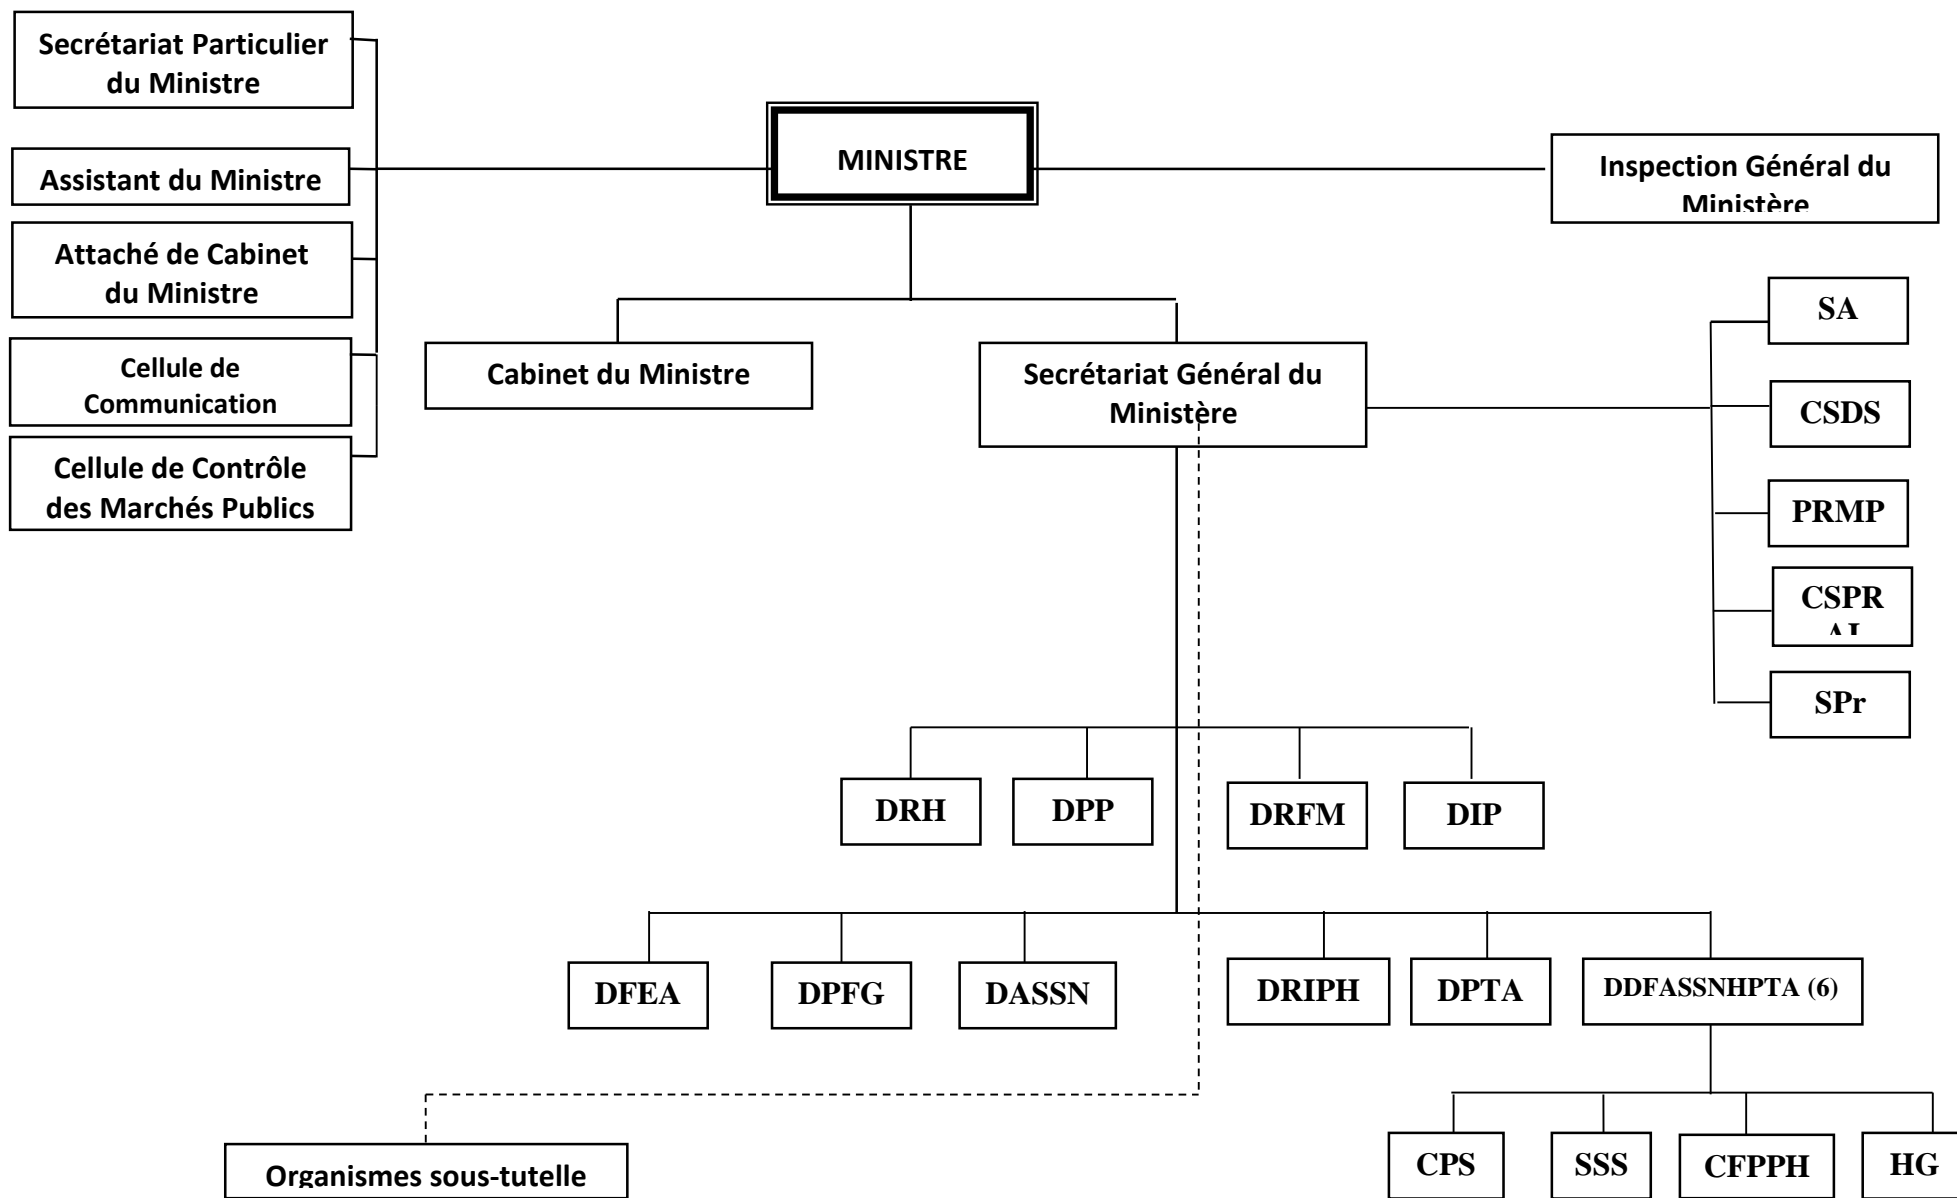 Secrétariat Particulier
du Ministre
MINISTRE
Inspection Général du
Ministère
Assistant du Ministre
Attaché de Cabinet
du Ministre
Cellule de
Communication
Cellule de Contrôle
des Marchés Publics
Cabinet du Ministre
Secrétariat Général du
Ministère
SA
CSDS
PRMP
CSPR
SPr
DRH
DPP
DRFM
DIP
DFEA
DPFG
DASSN
DRIPH
DPTA
DDFASSNHPTA (6)
CPS
SSS
CFPPH
HG
Organismes sous-tutelle